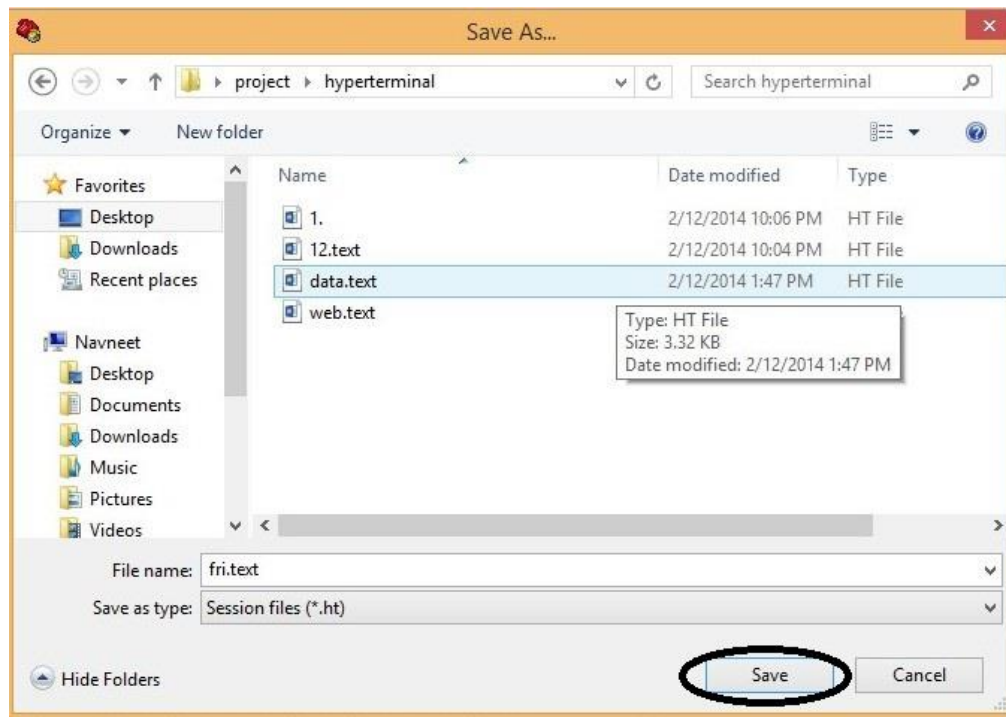 Save As...
project hyperterminal Search hyperterminal
Organize New folder
Name Date modified Type
Favorites
Desktop
Downloads
Recent places
Navneet
Desktop
Documents
Downloads
Music
Pictures
Videos
1. 2/12/2014 10:06 PM HT File
12.text 2/12/2014 10:04 PM HT File
data.text 2/12/2014 1:47 PM HT File
web.text
Type: HT File
Size: 3.32 KB
Date modified: 2/12/2014 1:47 PM
File name: fri.text
Save as type: Session files (*.ht)
Hide Folders Save Cancel